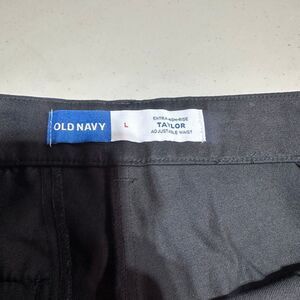 OLD NAVY
L
EXTRA HIGH-RISE
TAYLOR
ADJUSTABLE WAIST